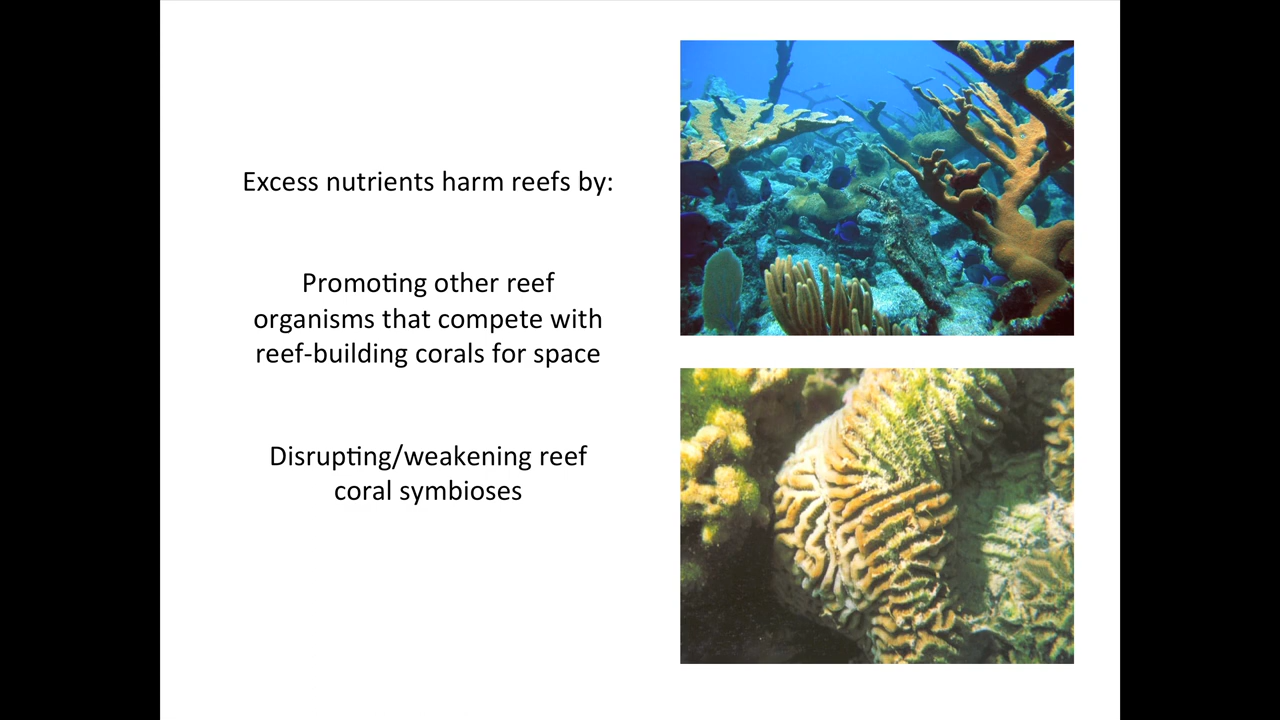 Excess nutrients harm reefs by:
Promoting other reef
organisms that compete with
reef-building corals for space
Disrupting/weakening reef
coral symbioses